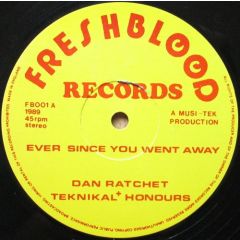 FRESHBLOOD
RECORDS
FB001A
1989
45rpm
stereo
A MUSI-TEK
PRODUCTION
EVER SINCE YOU WENT AWAY
DAN RATCHET
TEKNIKAL + HONOURS